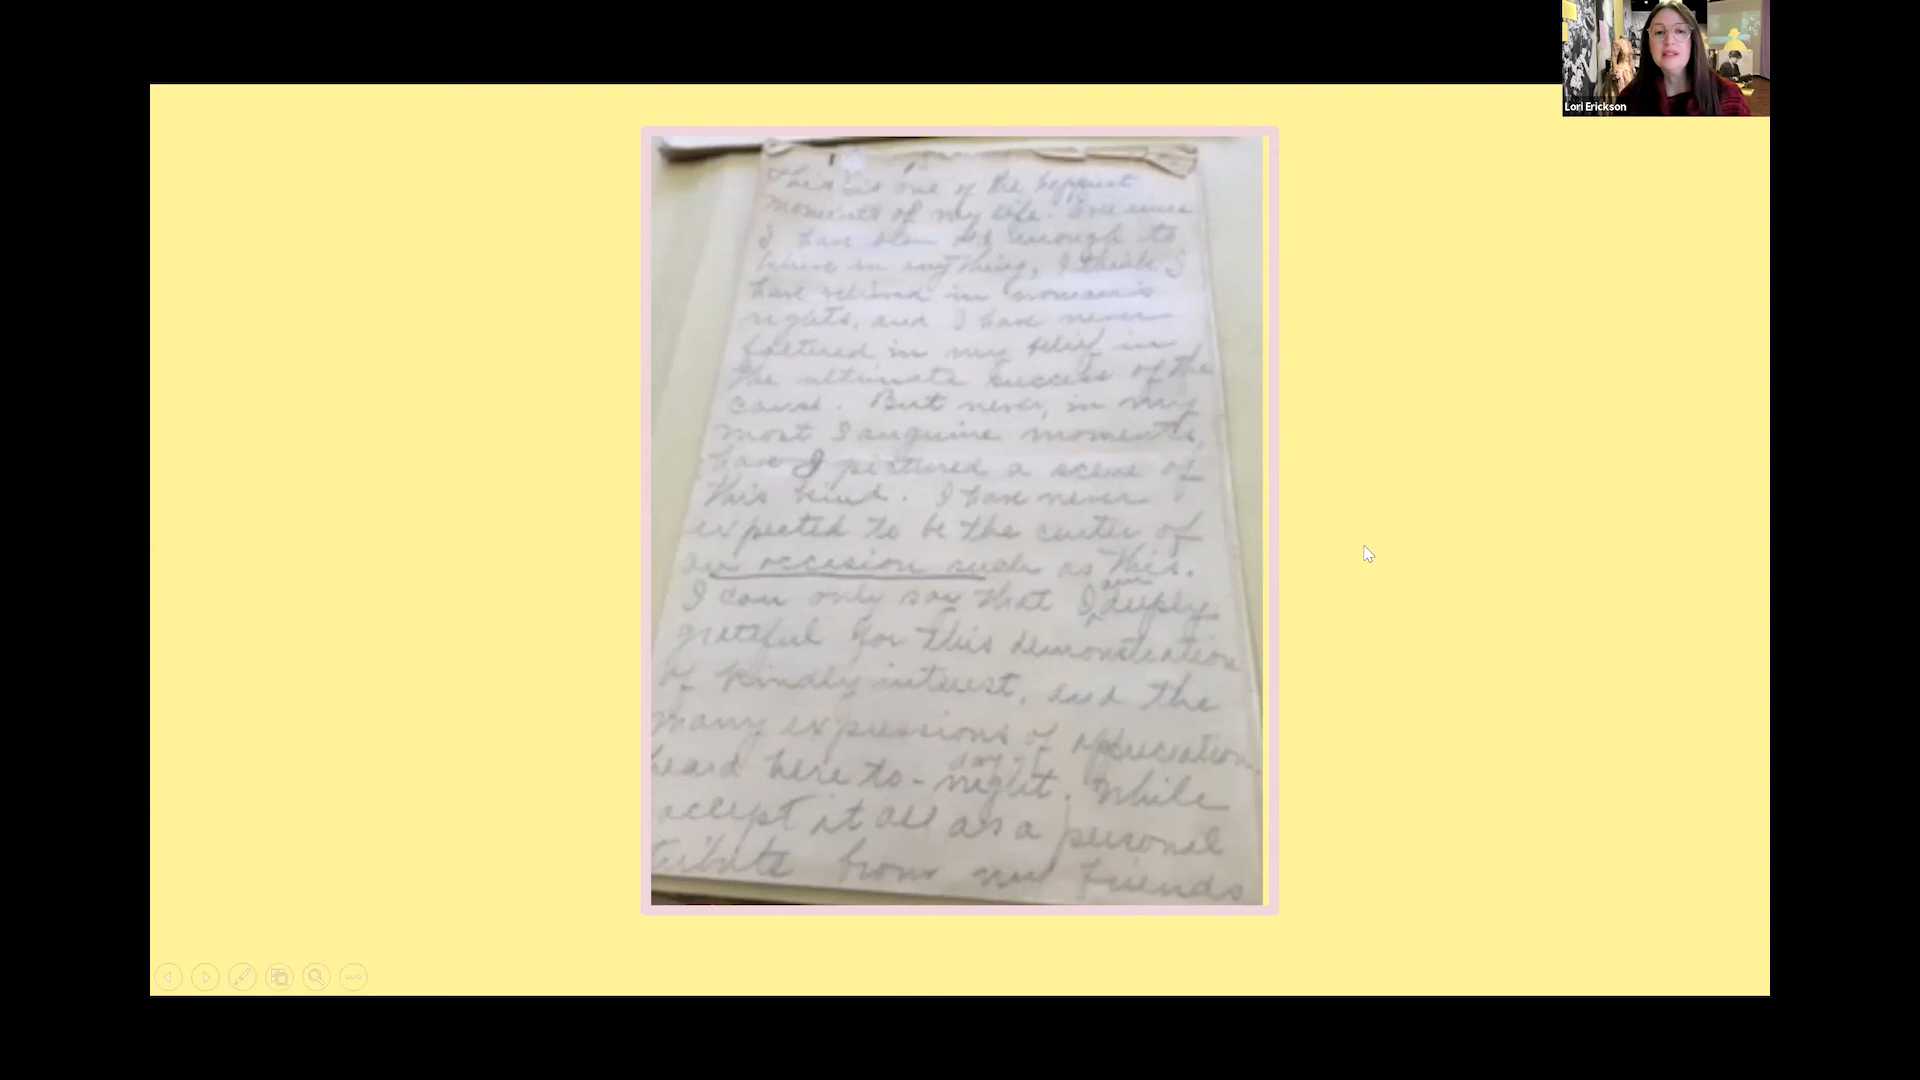 Lori Erickson
This is one of the happiest
moments of my life. Ever since
I have been old enough to
believe in anything, I think I
have believed in woman's
rights, and I have never
faltered in my belief in
the ultimate success of the
cause. But never, in my
most sanguine moments,
have I pictured a scene of
this kind. I have never
expected to be the center of
an occasion such as this.
am
I can only say that I deeply
grateful for this demonstration
of kindly interest, and the
many expressions of appreciation
day
heard here to-night. While
accept it all as a personal
tribute from my friends